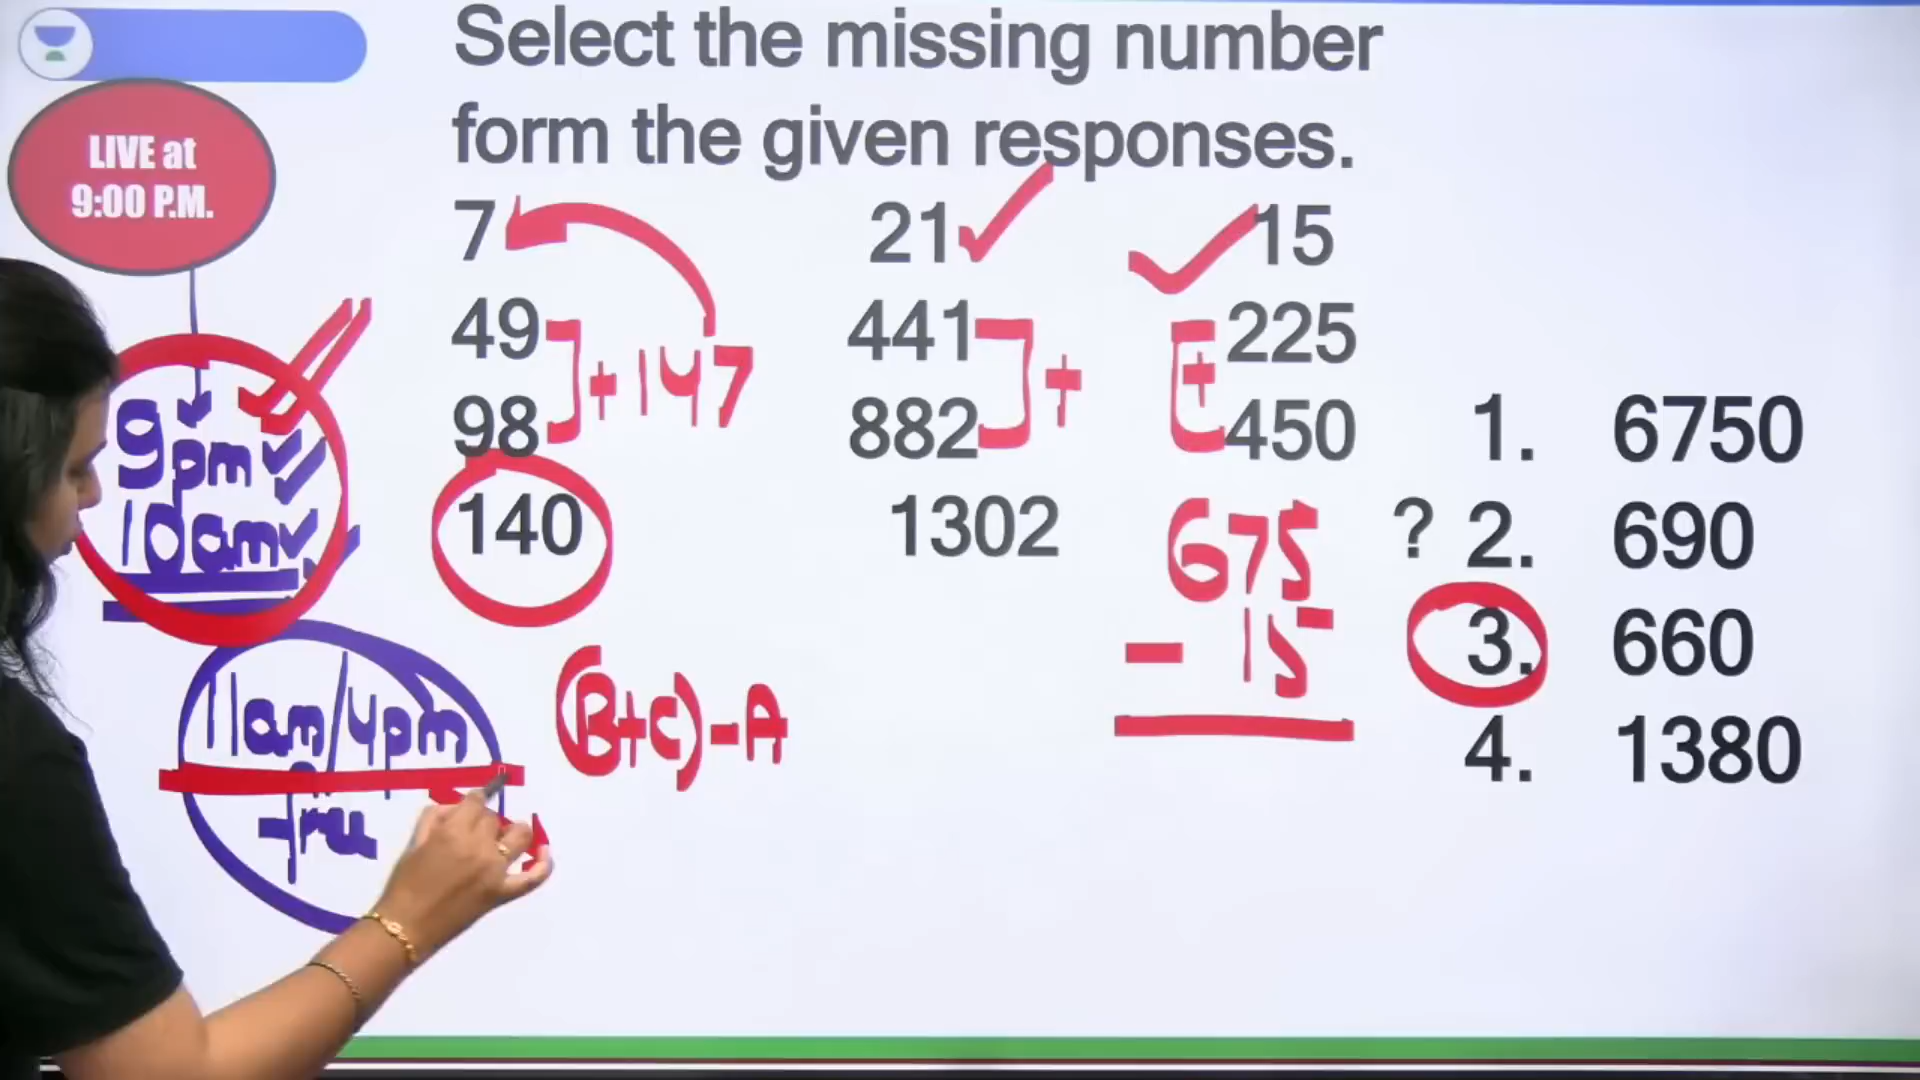 Select the missing number
form the given responses.
LIVE at
9:00 P.M.
7 21 15
49 441 225
+ 147 + +
98 882 450
140 1302 ?
9pm
10am
11am/4pm
675
- 15
(B+C)-A
1. 6750
2. 690
3. 660
4. 1380